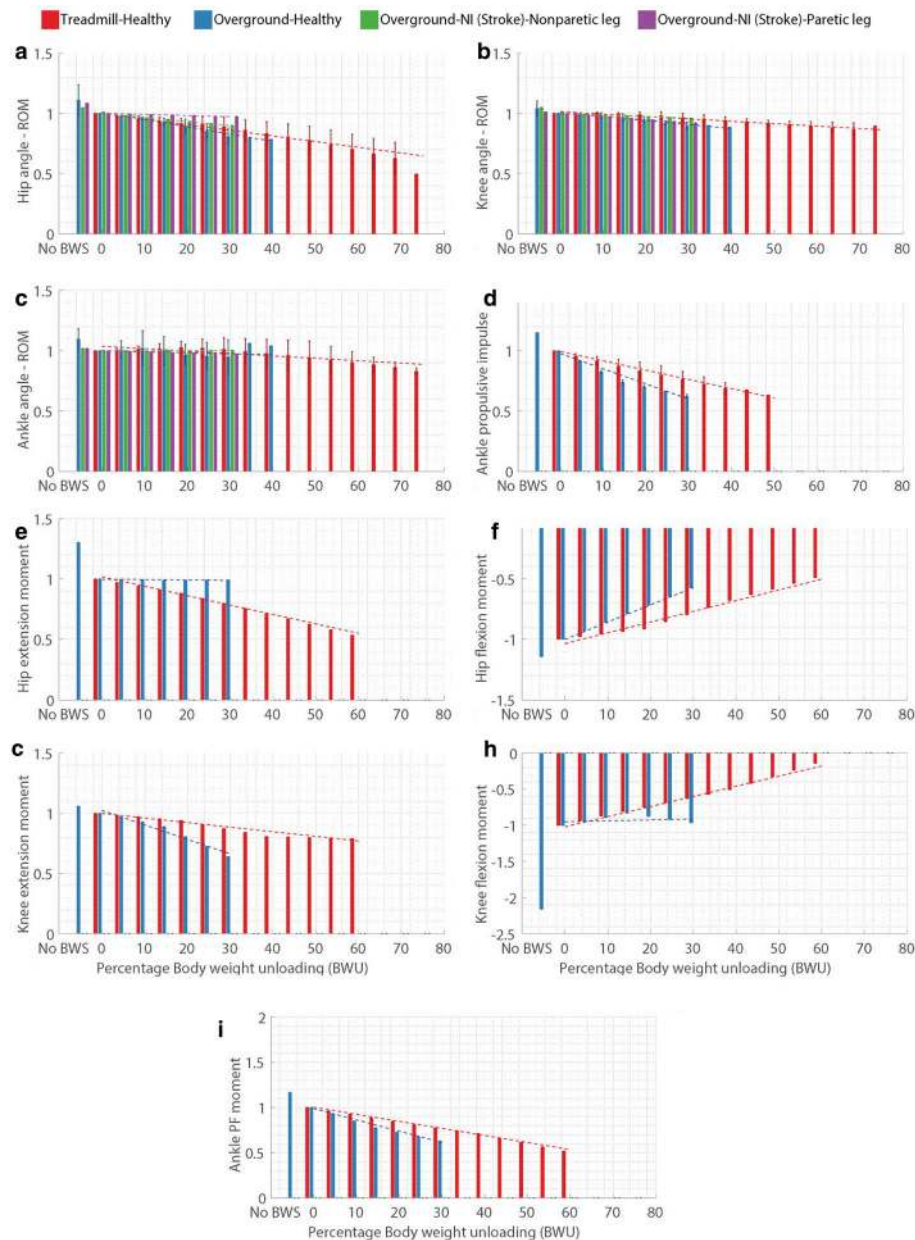 Treadmill-Healthy Overground-Healthy Overground-NI (Stroke)-Nonparetic leg Overground-NI (Stroke)-Paretic leg
a
Hip angle - ROM
1.5
1
0.5
0
No BWS 0 10 20 30 40 50 60 70 80
b
Knee angle - ROM
1.5
1
0.5
0
No BWS 0 10 20 30 40 50 60 70 80
c
Ankle angle - ROM
1.5
1
0.5
0
No BWS 0 10 20 30 40 50 60 70 80
d
Ankle propulsive impulse
1.5
1
0.5
0
No BWS 0 10 20 30 40 50 60 70 80
e
Hip extension moment
1.5
1
0.5
0
No BWS 0 10 20 30 40 50 60 70 80
f
Hip flexion moment
-0.5
-1
-1.5
No BWS 0 10 20 30 40 50 60 70 80
c
Knee extension moment
1.5
1
0.5
0
No BWS 0 10 20 30 40 50 60 70 80
Percentage Body weight unloading (BWU)
h
Knee flexion moment
0
-0.5
-1
-1.5
-2
-2.5
No BWS 0 10 20 30 40 50 60 70 80
Percentage Body weight unloading (BWU)
i
Ankle PF moment
2
1.5
1
0.5
0
No BWS 0 10 20 30 40 50 60 70 80
Percentage Body weight unloading (BWU)